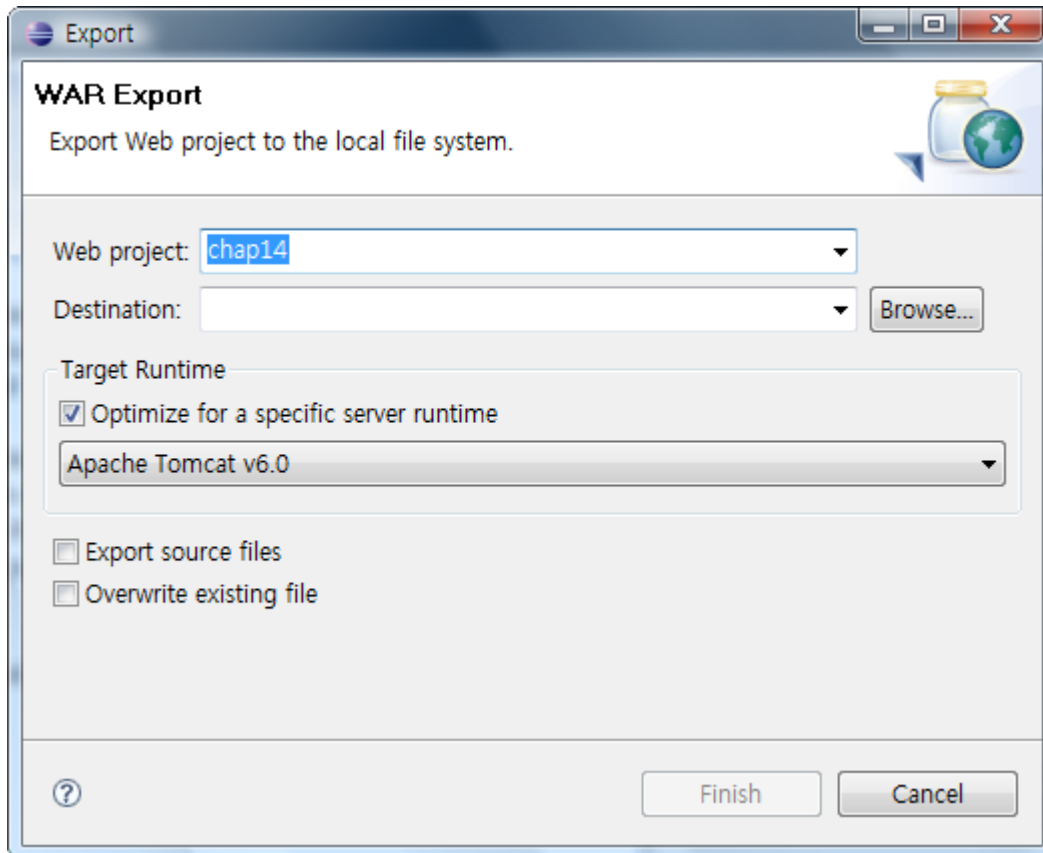 Export
WAR Export
Export Web project to the local file system.
Web project: chap14
Destination: Browse...
Target Runtime
Optimize for a specific server runtime
Apache Tomcat v6.0
Export source files
Overwrite existing file
? Finish Cancel